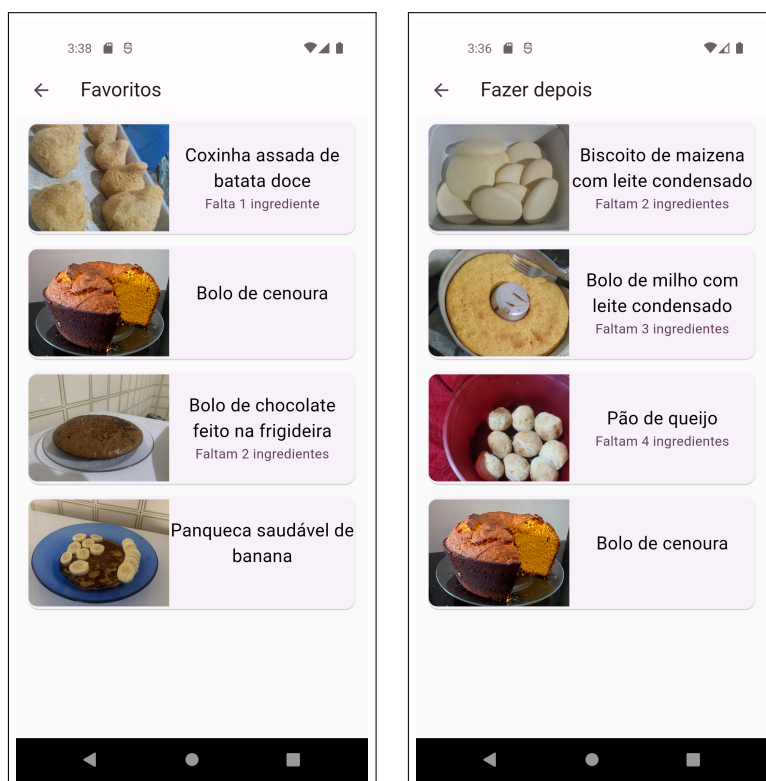 3:38
Favoritos
Coxinha assada de
batata doce
Falta 1 ingrediente
Bolo de cenoura
Bolo de chocolate
feito na frigideira
Faltam 2 ingredientes
Panqueca saudável de
banana
3:36
Fazer depois
Biscoito de maizena
com leite condensado
Faltam 2 ingredientes
Bolo de milho com
leite condensado
Faltam 3 ingredientes
Pão de queijo
Faltam 4 ingredientes
Bolo de cenoura